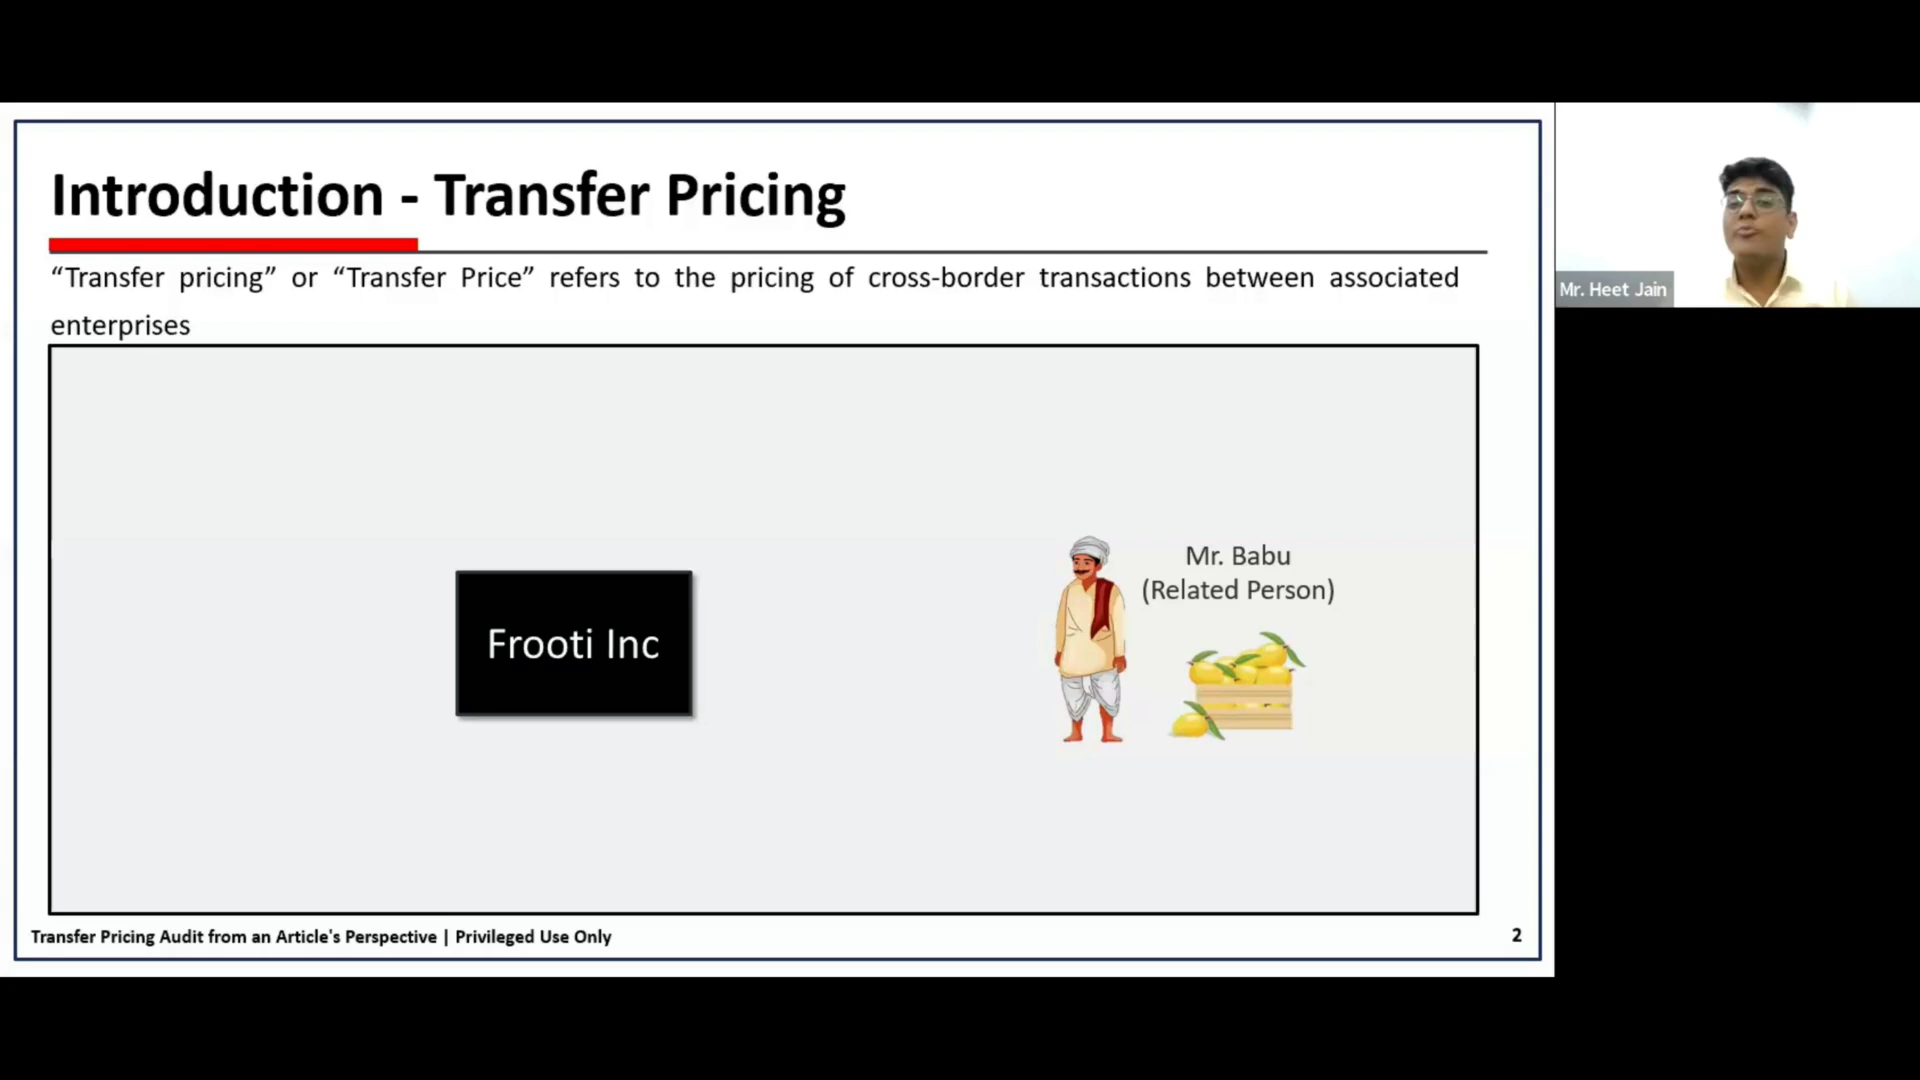 Introduction - Transfer Pricing
“Transfer pricing” or “Transfer Price” refers to the pricing of cross-border transactions between associated
enterprises
Mr. Heet Jain
Mr. Babu
(Related Person)
Frooti Inc
Transfer Pricing Audit from an Article's Perspective | Privileged Use Only
2